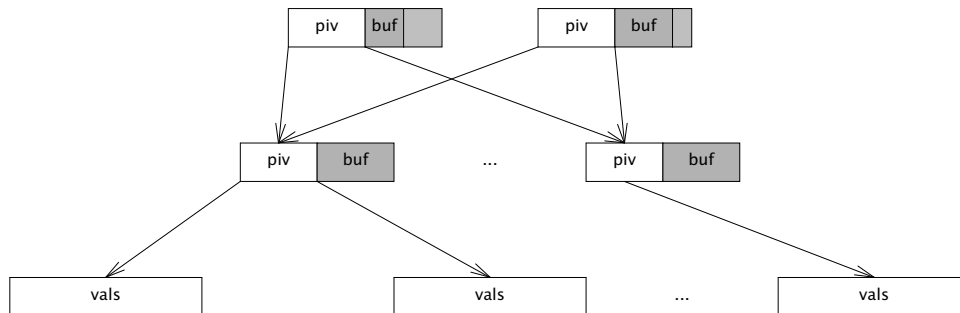 piv buf piv buf
piv buf ... piv buf
vals vals ... vals